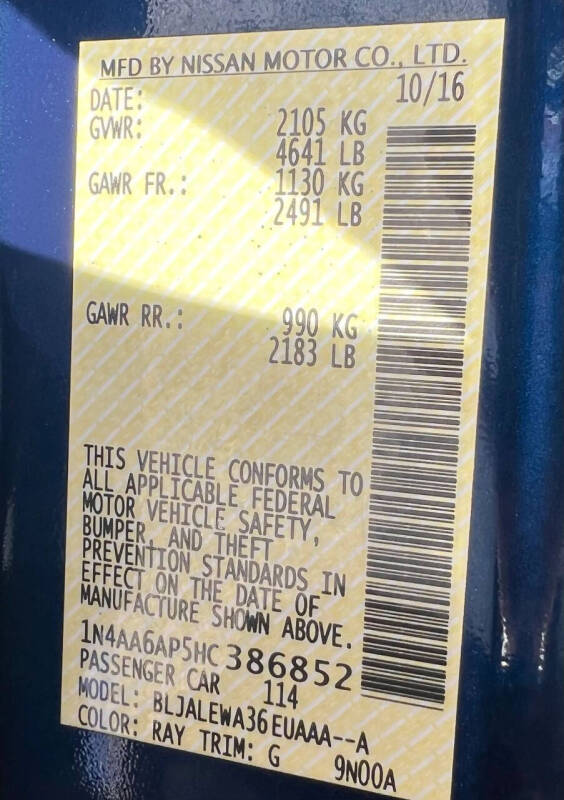 MFD BY NISSAN MOTOR CO., LTD.
DATE: 10/16
GVWR: 2105 KG
4641 LB
GAWR FR.: 1130 KG
2491 LB
GAWR RR.: 990 KG
2183 LB
THIS VEHICLE CONFORMS TO
ALL APPLICABLE FEDERAL
MOTOR VEHICLE SAFETY,
BUMPER, AND THEFT
PREVENTION STANDARDS IN
EFFECT ON THE DATE OF
MANUFACTURE SHOWN ABOVE.
1N4AA6AP5HC386852
PASSENGER CAR 114
MODEL: BLJALEWA36EUAAA--A
COLOR: RAY TRIM: G 9N00A